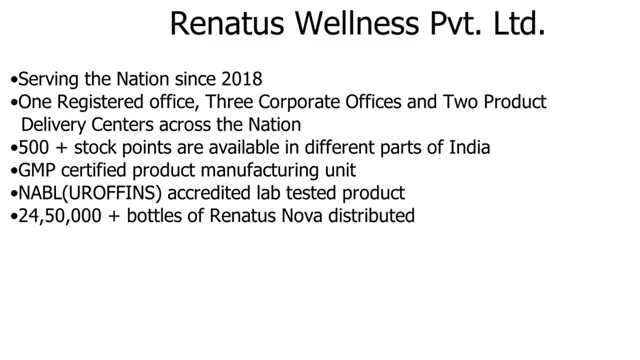 Renatus Wellness Pvt. Ltd.
•Serving the Nation since 2018
•One Registered office, Three Corporate Offices and Two Product
Delivery Centers across the Nation
•500 + stock points are available in different parts of India
•GMP certified product manufacturing unit
•NABL(UROFFINS) accredited lab tested product
•24,50,000 + bottles of Renatus Nova distributed